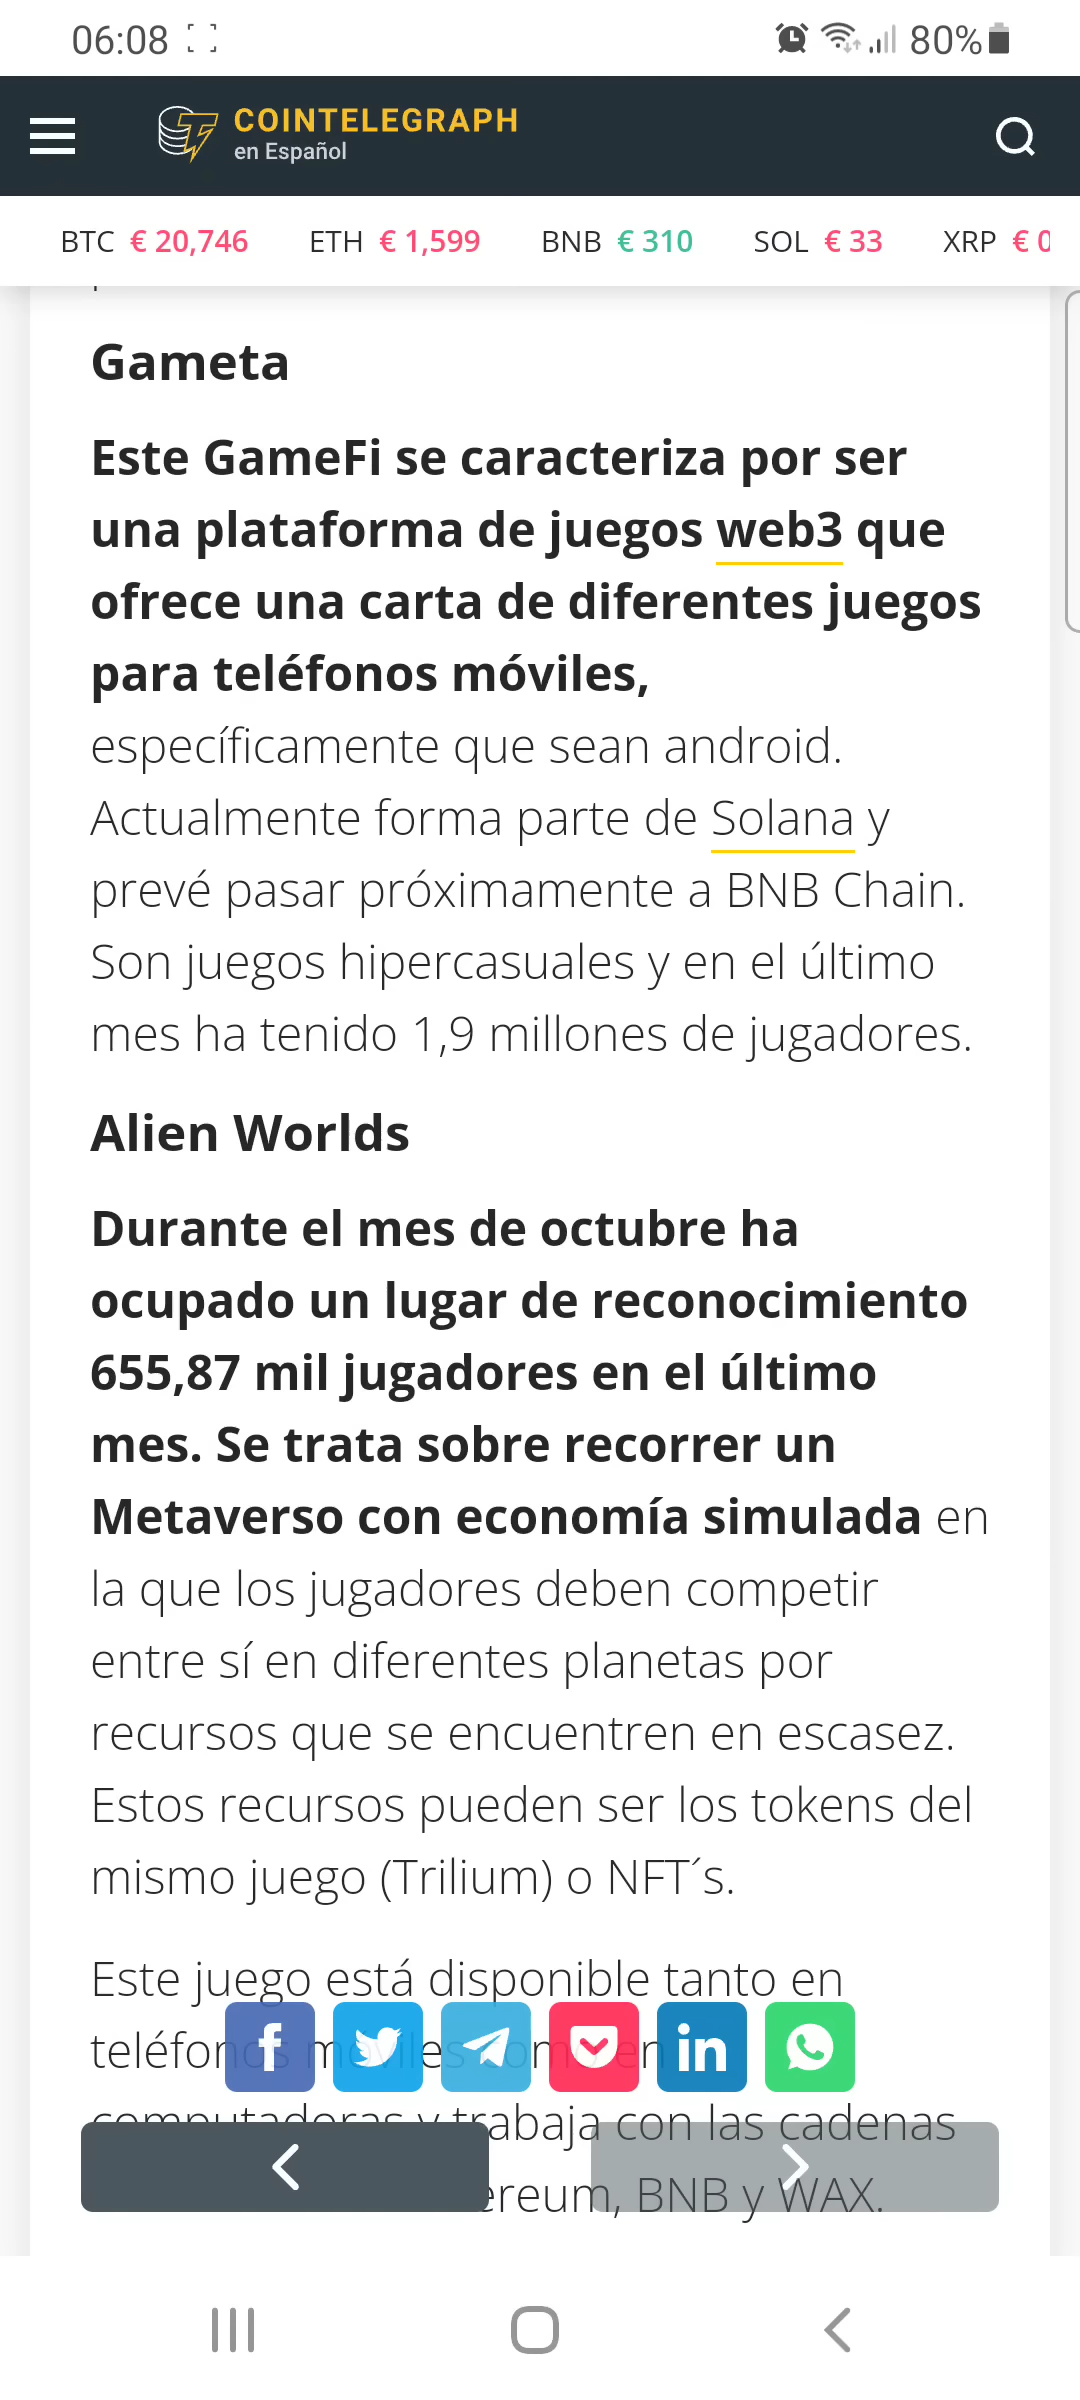 06:08
80%
COINTELEGRAPH
en Español
BTC € 20,746 ETH € 1,599 BNB € 310 SOL € 33 XRP € 0
Gameta
Este GameFi se caracteriza por ser
una plataforma de juegos web3 que
ofrece una carta de diferentes juegos
para teléfonos móviles,
específicamente que sean android.
Actualmente forma parte de Solana y
prevé pasar próximamente a BNB Chain.
Son juegos hipercasuales y en el último
mes ha tenido 1,9 millones de jugadores.
Alien Worlds
Durante el mes de octubre ha
ocupado un lugar de reconocimiento
655,87 mil jugadores en el último
mes. Se trata sobre recorrer un
Metaverso con economía simulada en
la que los jugadores deben competir
entre sí en diferentes planetas por
recursos que se encuentren en escasez.
Estos recursos pueden ser los tokens del
mismo juego (Trilium) o NFT´s.
Este juego está disponible tanto en
teléfonos móviles como en
computadoras y trabaja con las cadenas
ereum, BNB y WAX.